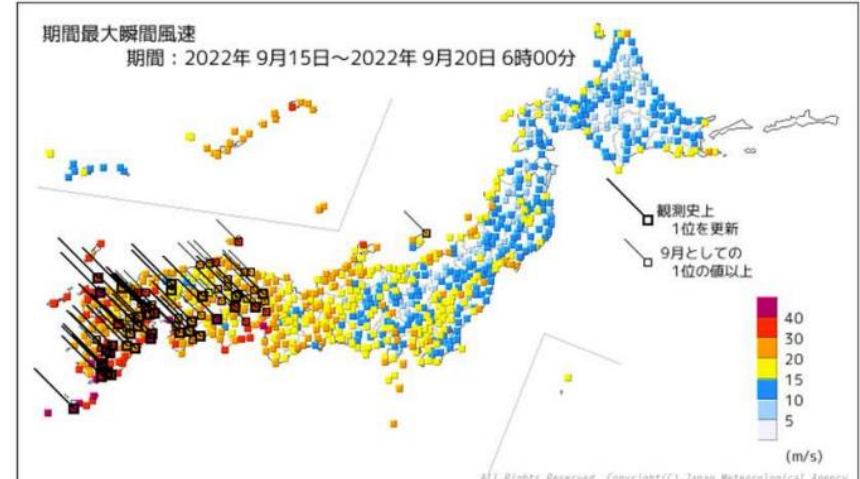 期間最大瞬間風速
期間：2022年 9月15日～2022年 9月20日 6時00分
観測史上
1位を更新
9月としての
1位の値以上
40
30
20
15
10
5
(m/s)
All Rights Reserved. Copyright(C) Japan Meteorological Agency